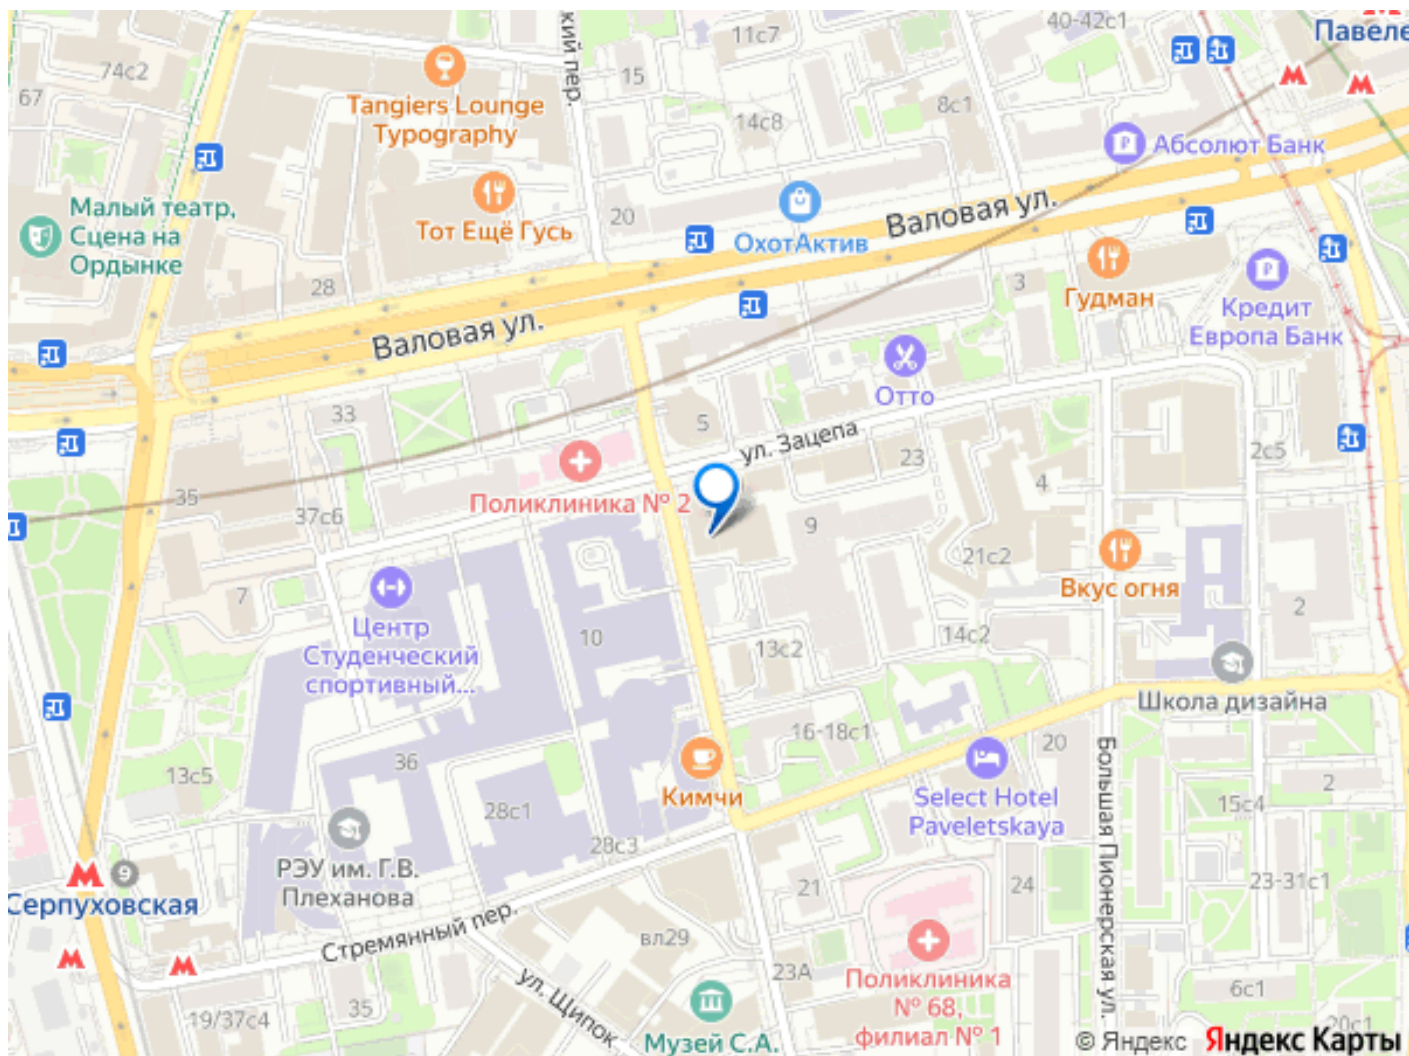 40-42с1
Павеле
11с7
ский пер.
74с2
67
15
Tangiers Lounge
Typography
8с1
14с8
Абсолют Банк
Малый театр,
Сцена на
Ордынке
Тот Ещё Гусь
20
ОхотАктив
Валовая ул.
28
3
Гудман
Кредит
Европа Банк
Валовая ул.
Отто
33
5
ул. Зацепа
23
2с5
35
Поликлиника № 2
4
37с6
9
21с2
Вкус огня
7
2
Центр
Студенческий
спортивный...
10
13с2
14с2
Школа дизайна
16-18с1
20
36
13с5
Кимчи
Select Hotel
Paveletskaya
2
15с4
28с1
28с3
РЭУ им. Г.В.
Плеханова
9
Серпуховская
21
24
Большая Пионерская ул.
23-31с1
Стремянный пер.
вл29
23А
Поликлиника
№ 68,
филиал № 1
ул. Щипок
35
19/37с4
6с1
Музей С.А.
20с1
© Яндекс Яндекс Карты